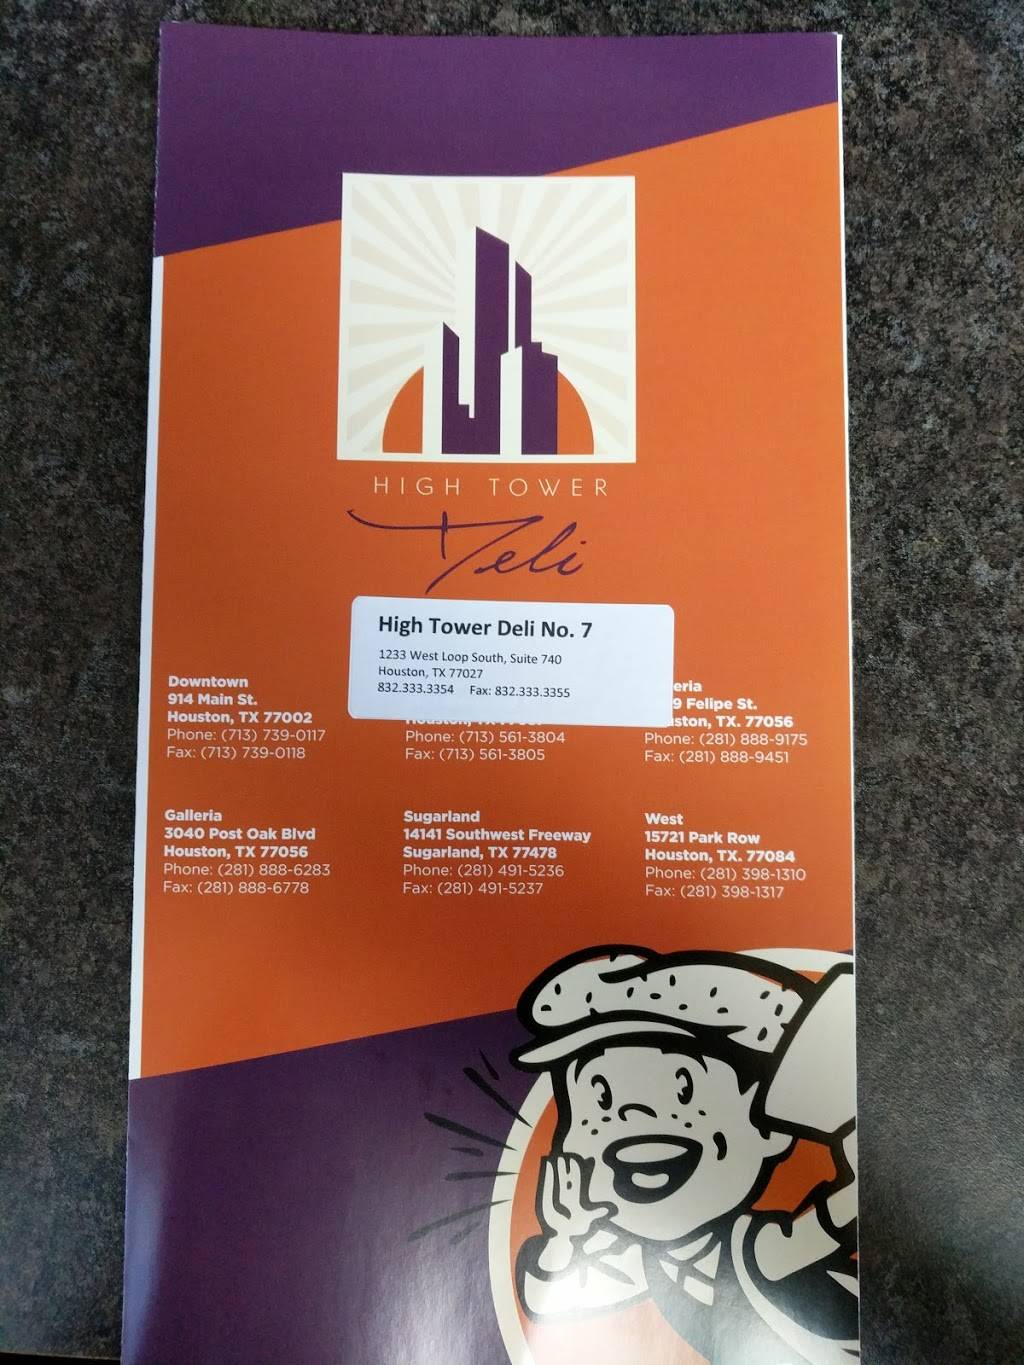 HIGH TOWER
Deli
High Tower Deli No. 7
1233 West Loop South, Suite 740
Houston, TX 77027
832.333.3354 Fax: 832.333.3355
Downtown
914 Main St.
Houston, TX 77002
Phone: (713) 739-0117
Fax: (713) 739-0118
Houston, TX
Phone: (713) 561-3804
Fax: (713) 561-3805
eria
9 Felipe St.
ston, TX. 77056
Phone: (281) 888-9175
Fax: (281) 888-9451
Galleria
3040 Post Oak Blvd
Houston, TX 77056
Phone: (281) 888-6283
Fax: (281) 888-6778
Sugarland
14141 Southwest Freeway
Sugarland, TX 77478
Phone: (281) 491-5236
Fax: (281) 491-5237
West
15721 Park Row
Houston, TX. 77084
Phone: (281) 398-1310
Fax: (281) 398-1317